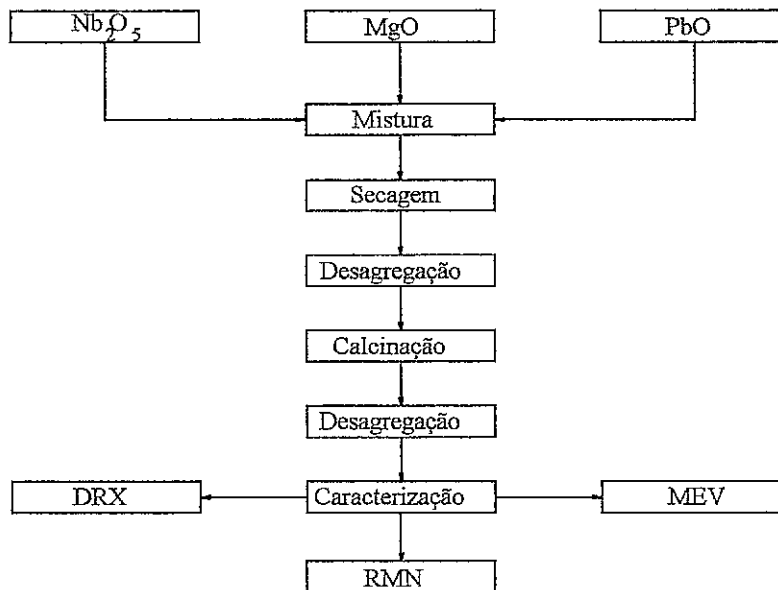 Nb2O5 MgO PbO
Mistura
Secagem
Desagregação
Calcinação
Desagregação
DRX Caracterização MEV
RMN